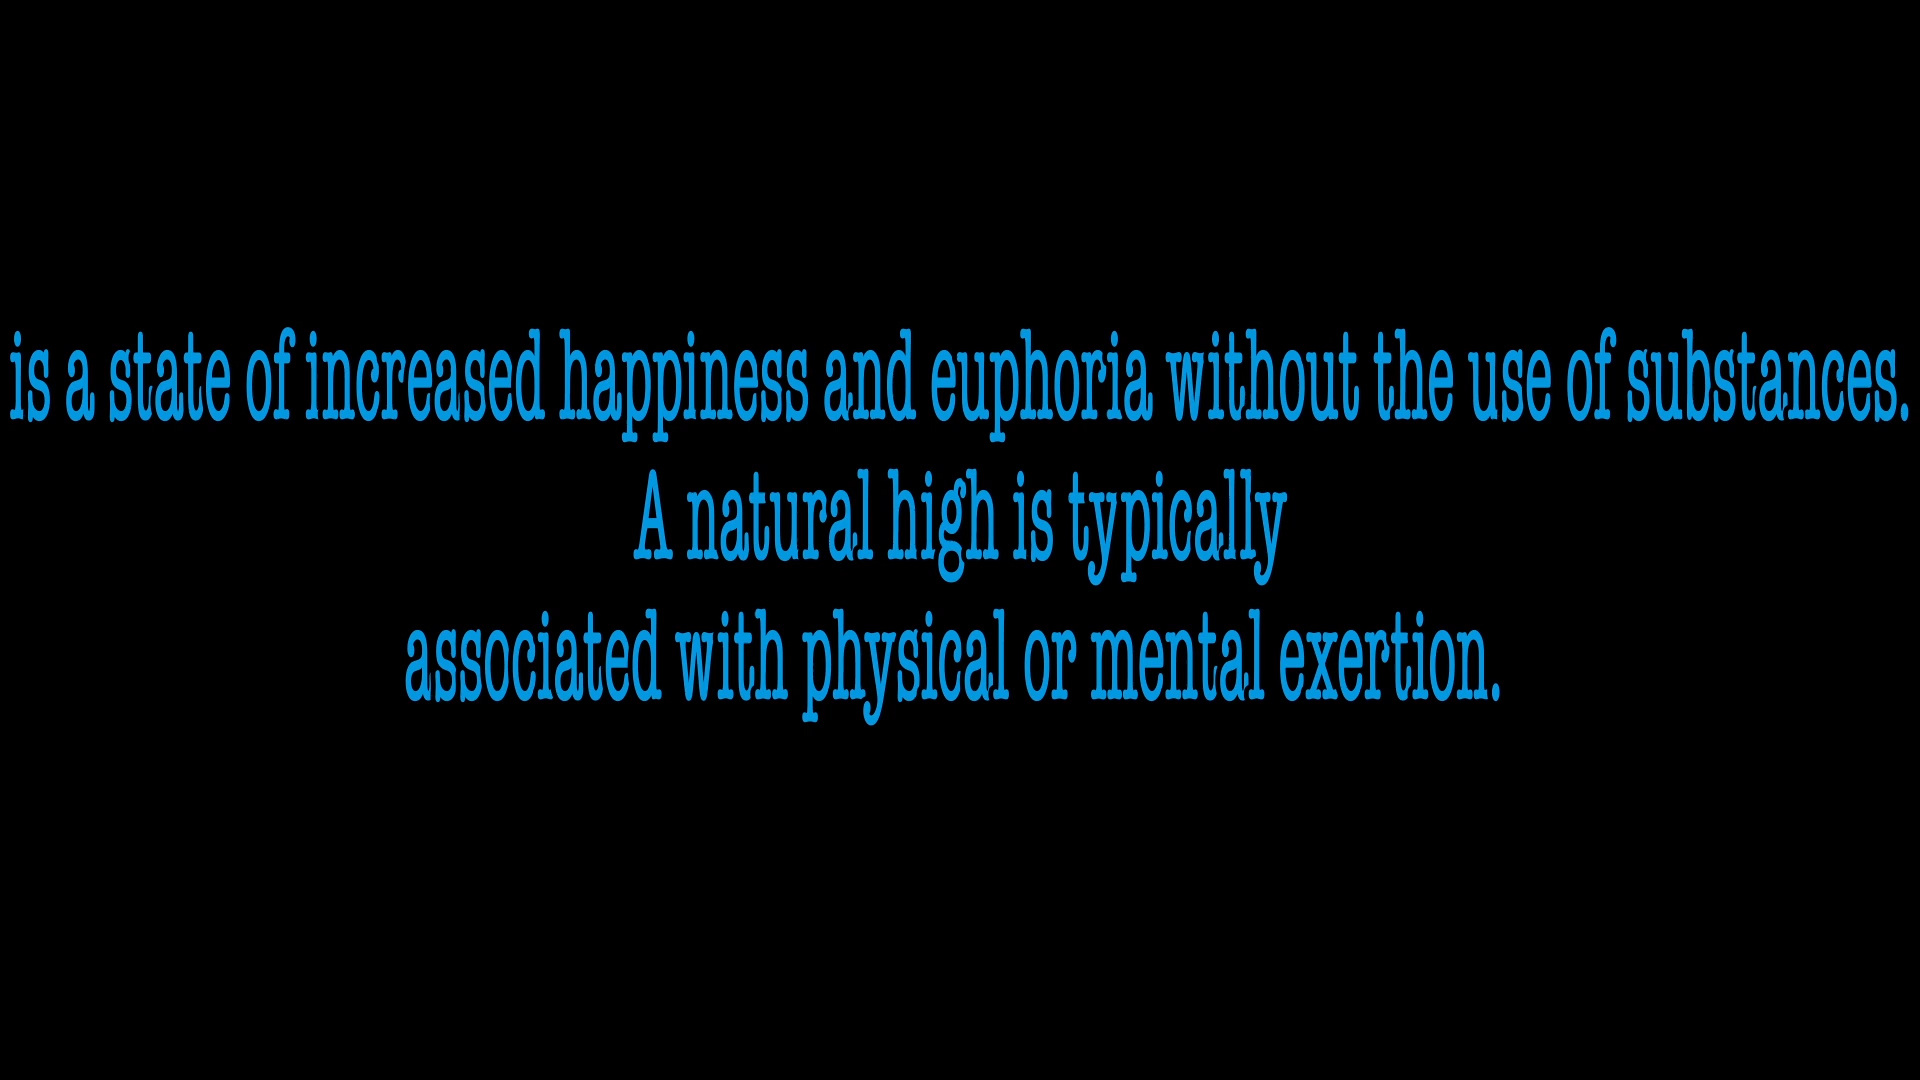 is a state of increased happiness and euphoria without the use of substances.
A natural high is typically
associated with physical or mental exertion.